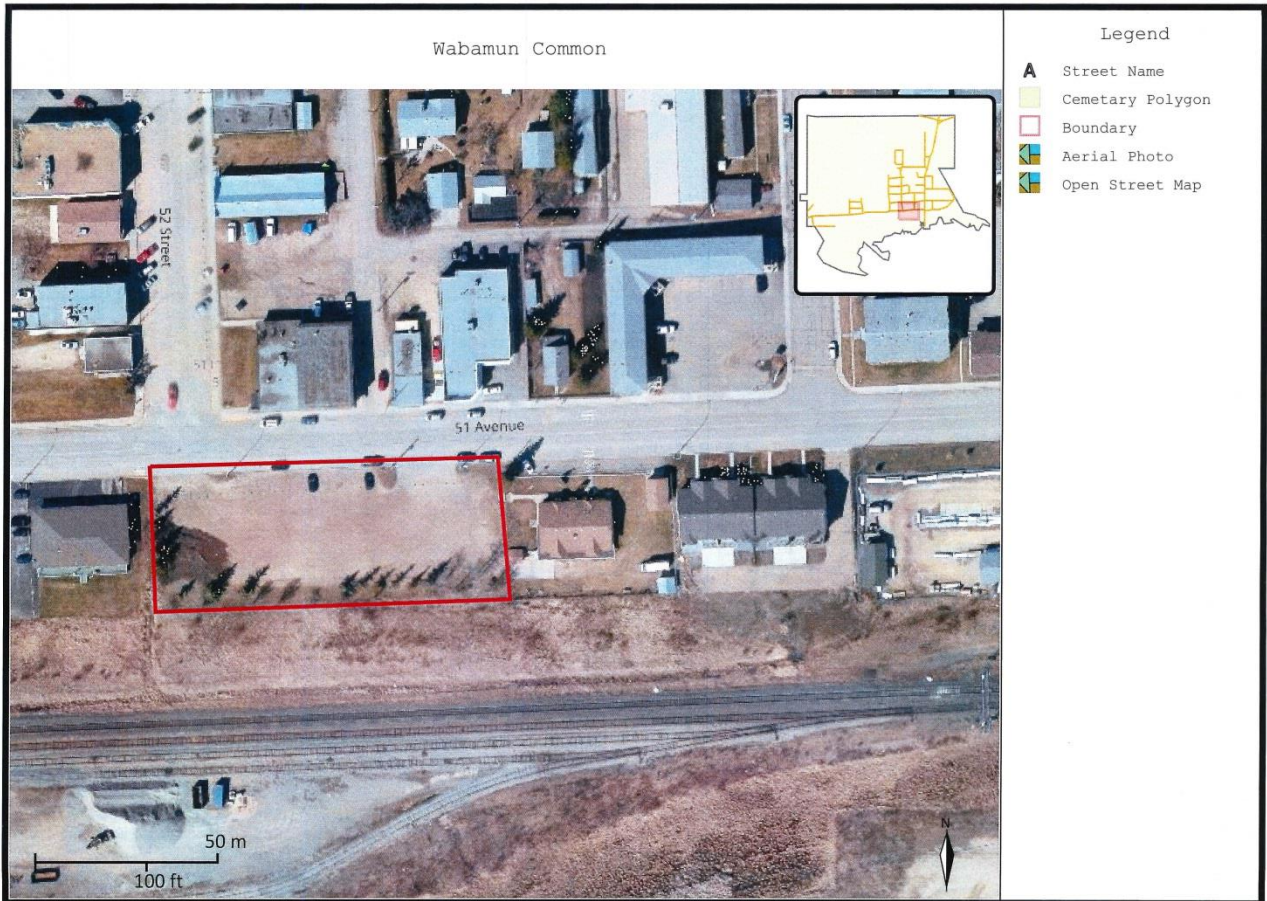 Wabamun Common
Legend
A Street Name
Cemetary Polygon
Boundary
Aerial Photo
Open Street Map
52 Street
51 Avenue
50 m
100 ft
N